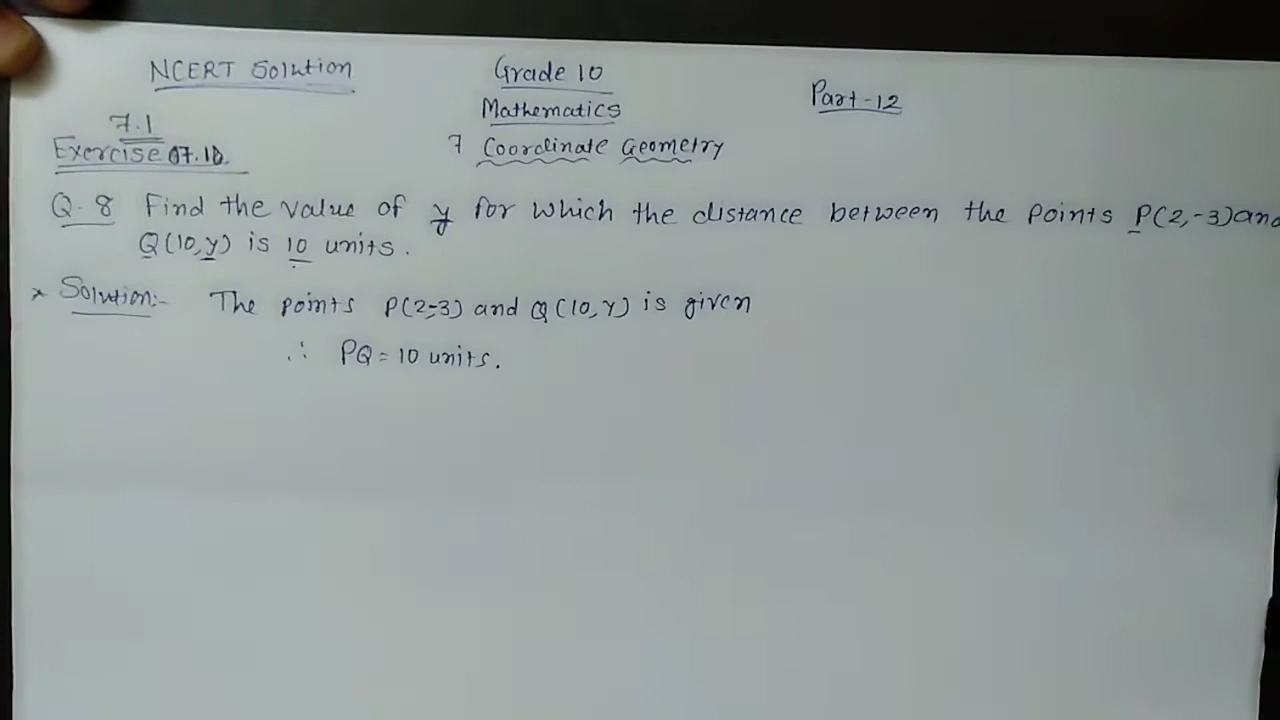 NCERT Solution
Grade 10
Mathematics
Part-12
7.1
Exercise 07.10.
7 Coordinate Geometry
Q. 8 Find the value of y for which the distance between the points P(2,-3) and
Q(10,y) is 10 units.
* Solution:- The points P(2,-3) and Q(10,Y) is given
∴ PQ = 10 units.